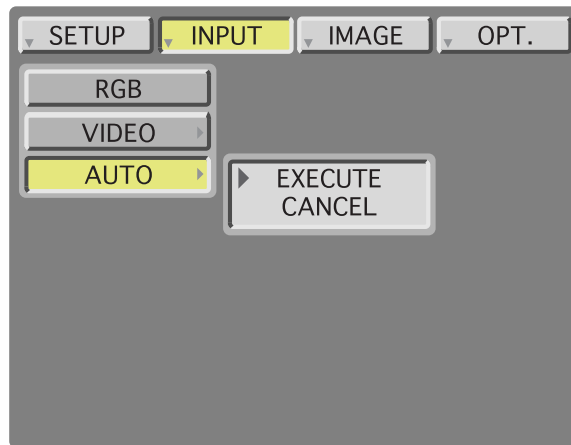 SETUP INPUT IMAGE OPT.
RGB
VIDEO
AUTO
EXECUTE
CANCEL